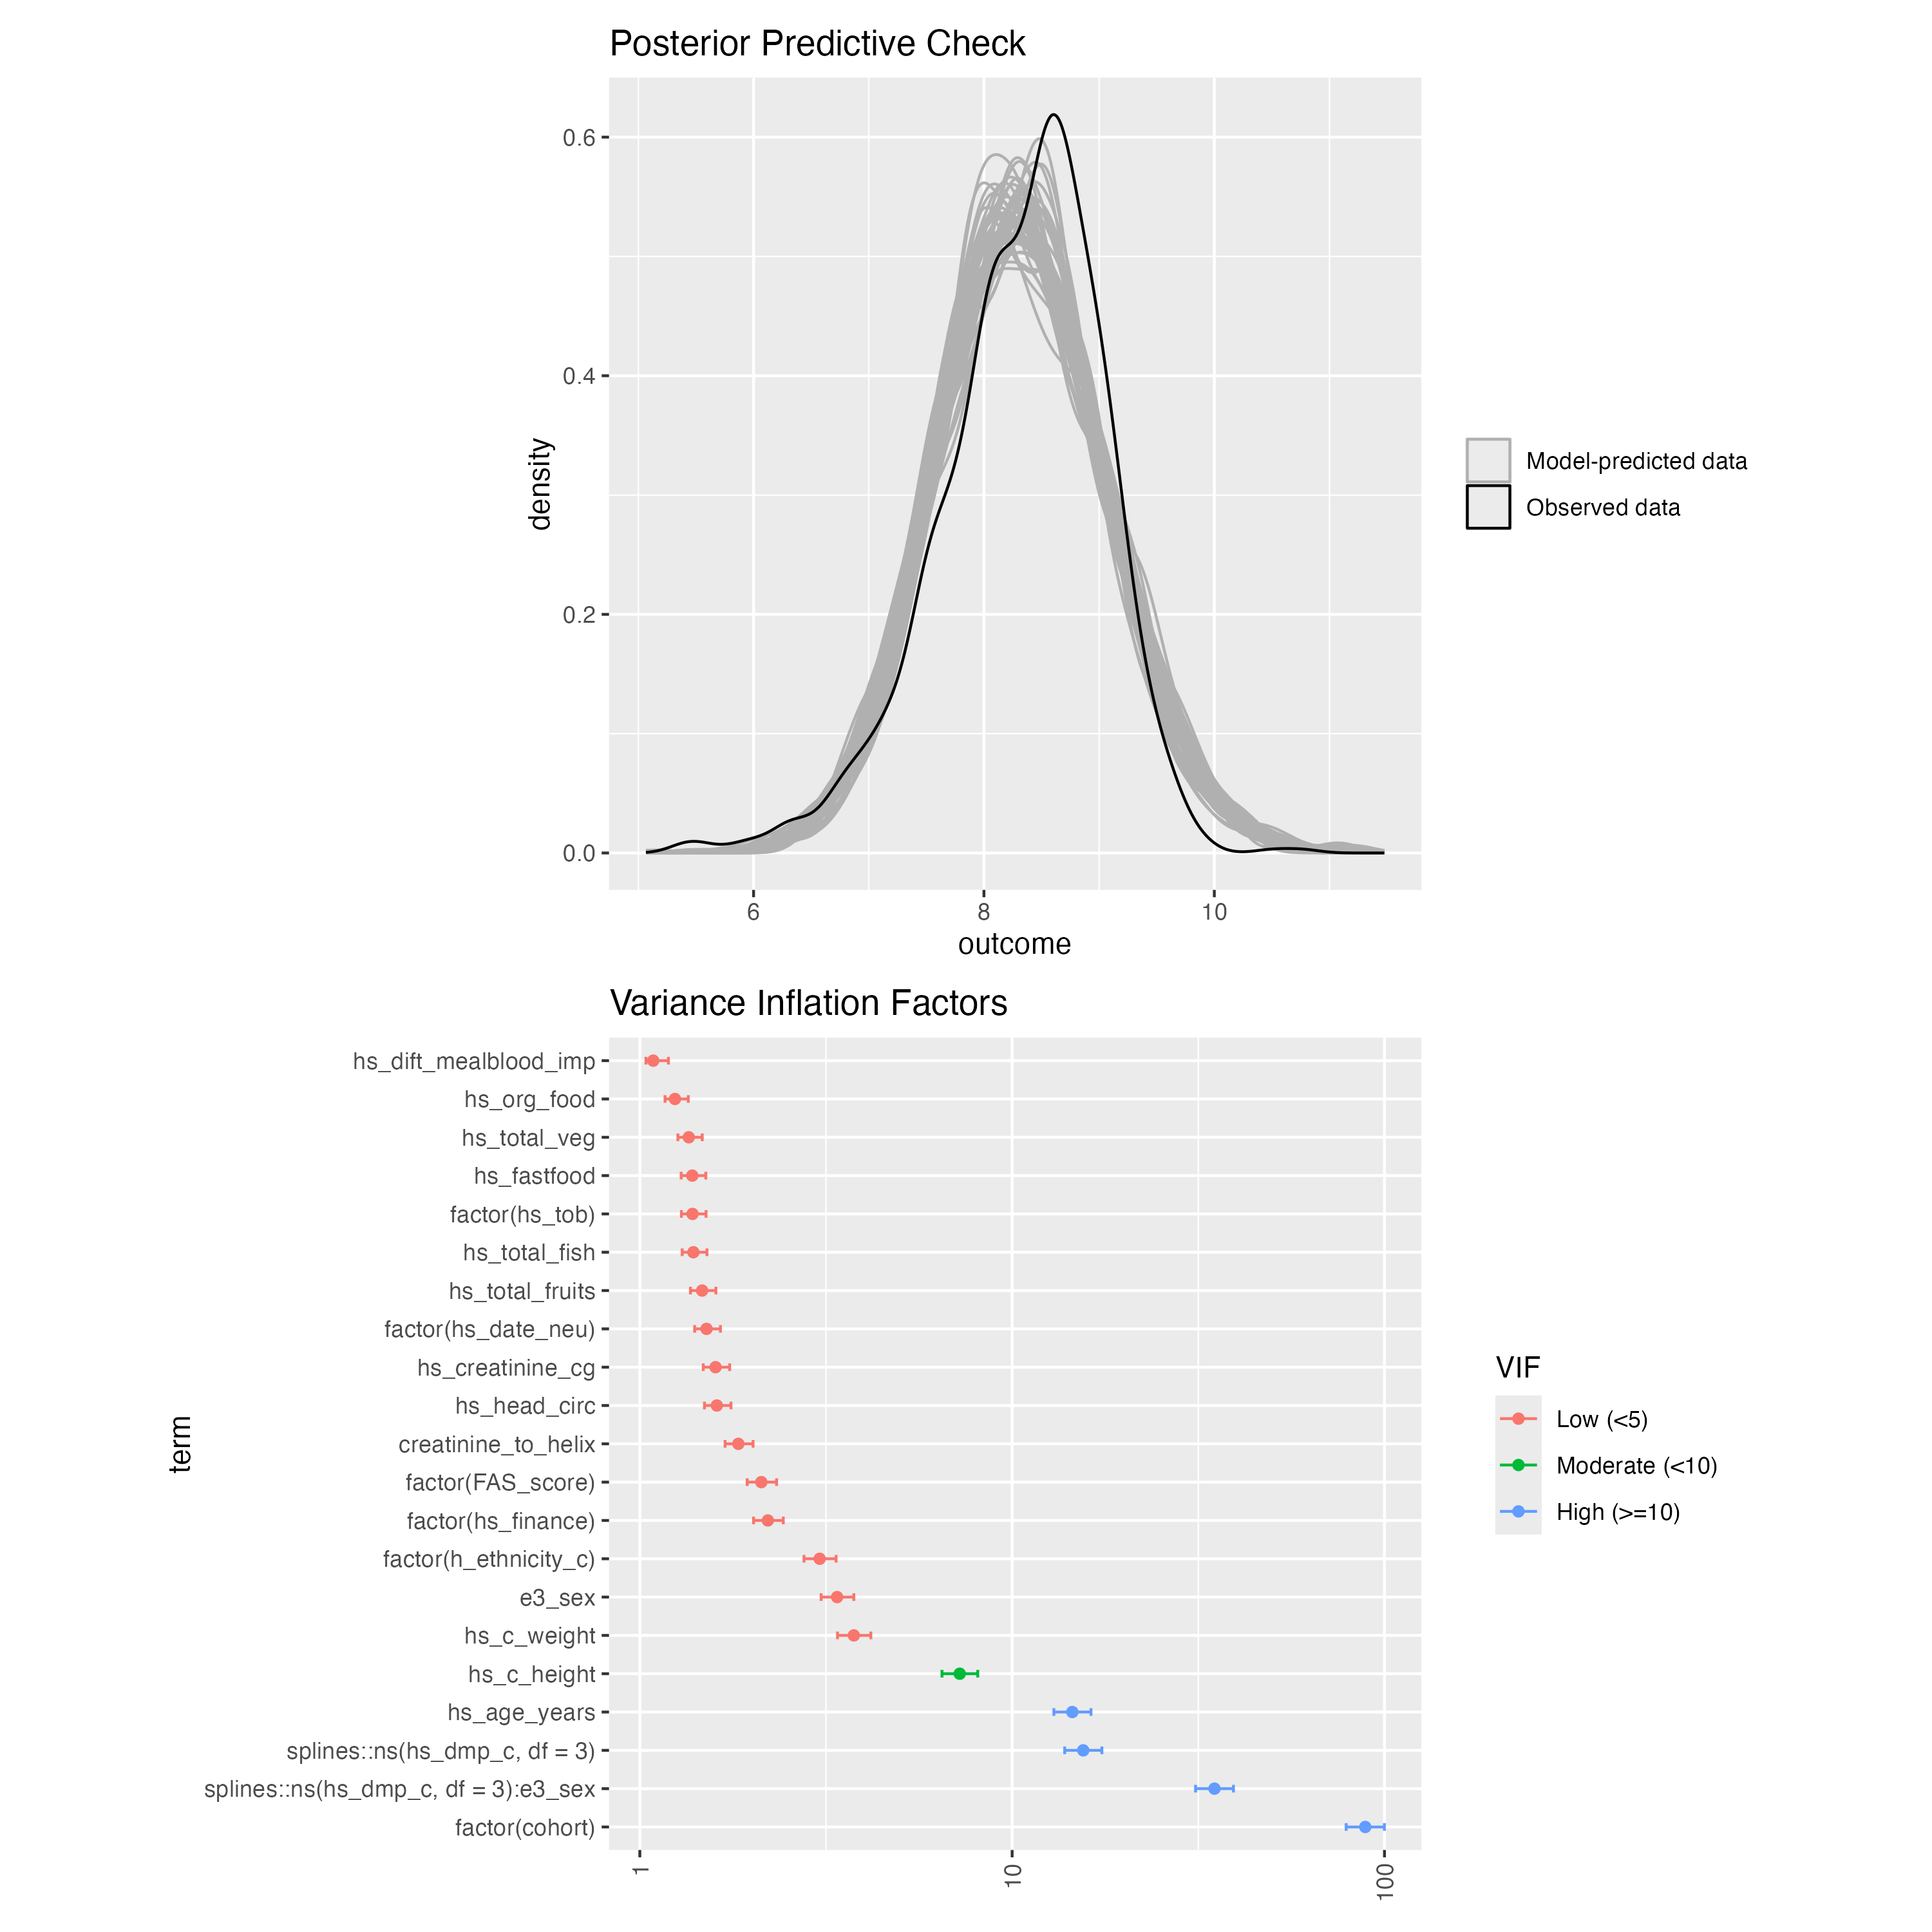 Posterior Predictive Check
0.6
0.4
0.2
0.0
density
6 8 10
outcome
Model-predicted data
Observed data
Variance Inflation Factors
hs_dift_mealblood_imp
hs_org_food
hs_total_veg
hs_fastfood
factor(hs_tob)
hs_total_fish
hs_total_fruits
factor(hs_date_neu)
hs_creatinine_cg
hs_head_circ
creatinine_to_helix
factor(FAS_score)
factor(hs_finance)
factor(h_ethnicity_c)
e3_sex
hs_c_weight
hs_c_height
hs_age_years
splines::ns(hs_dmp_c, df = 3)
splines::ns(hs_dmp_c, df = 3):e3_sex
factor(cohort)
term
1 10 100
VIF
Low (<5)
Moderate (<10)
High (>=10)